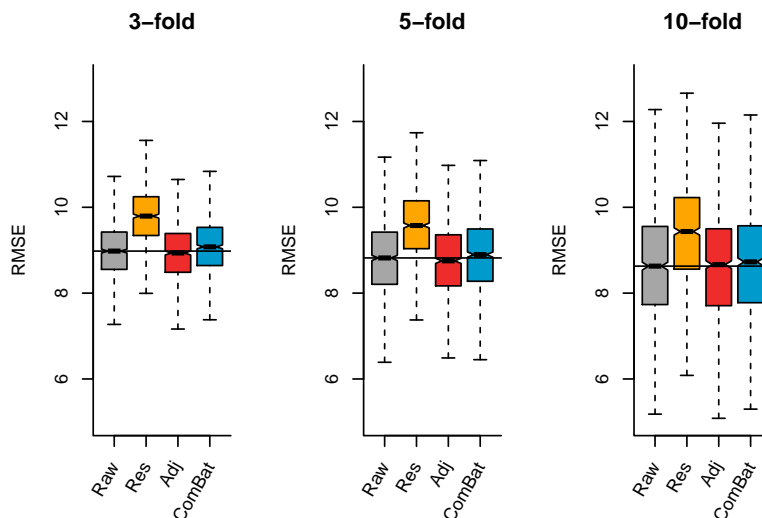 3−fold
RMSE
12
10
8
6
Raw
Res
Adj
ComBat
5−fold
RMSE
12
10
8
6
Raw
Res
Adj
ComBat
10−fold
RMSE
12
10
8
6
Raw
Res
Adj
ComBat